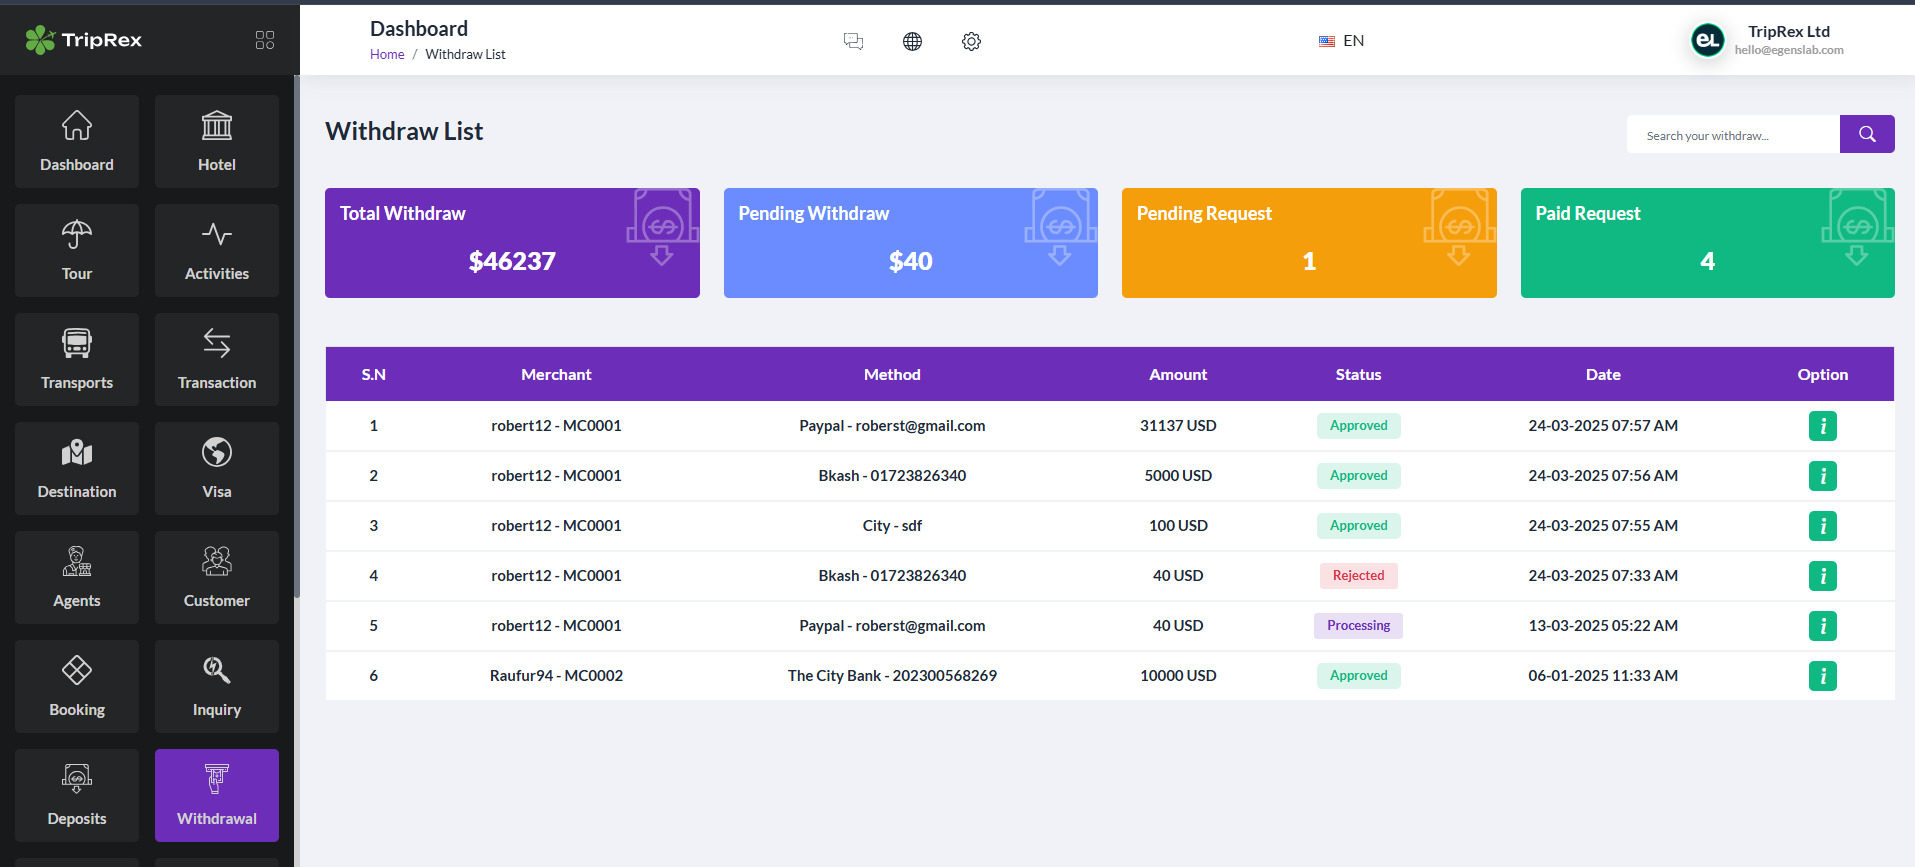 TripRex
Dashboard
Home / Withdraw List
EN
TripRex Ltd
hello@egenslab.com
Dashboard
Hotel
Tour
Activities
Transports
Transaction
Destination
Visa
Agents
Customer
Booking
Inquiry
Deposits
Withdrawal
Withdraw List
Search your withdraw...
Total Withdraw
$46237
Pending Withdraw
$40
Pending Request
1
Paid Request
4
S.N Merchant Method Amount Status Date Option
1 robert12 - MC0001 Paypal - roberst@gmail.com 31137 USD Approved 24-03-2025 07:57 AM i
2 robert12 - MC0001 Bkash - 01723826340 5000 USD Approved 24-03-2025 07:56 AM i
3 robert12 - MC0001 City - sdf 100 USD Approved 24-03-2025 07:55 AM i
4 robert12 - MC0001 Bkash - 01723826340 40 USD Rejected 24-03-2025 07:33 AM i
5 robert12 - MC0001 Paypal - roberst@gmail.com 40 USD Processing 13-03-2025 05:22 AM i
6 Raufur94 - MC0002 The City Bank - 202300568269 10000 USD Approved 06-01-2025 11:33 AM i